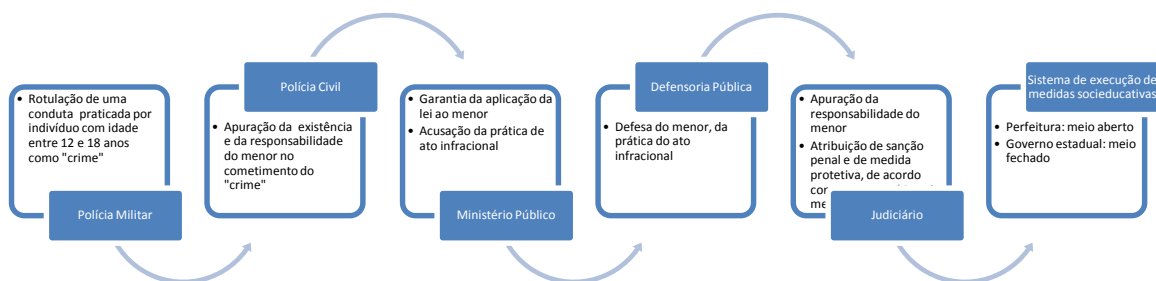 • Rotulação de uma
conduta praticada por
indivíduo com idade
entre 12 e 18 anos
como "crime"
Polícia Militar
Polícia Civil
• Apuração da existência
e da responsabilidade
do menor no
cometimento do
"crime"
• Garantia da aplicação da
lei ao menor
• Acusação da prática de
ato infracional
Ministério Público
Defensoria Pública
• Defesa do menor, da
prática do ato
infracional
• Apuração da
responsabilidade do
menor
• Atribuição de sanção
penal e de medida
protetiva, de acordo
Judiciário
Sistema de execução de
medidas socieducativas
• Perfeitura: meio aberto
• Governo estadual: meio
fechado